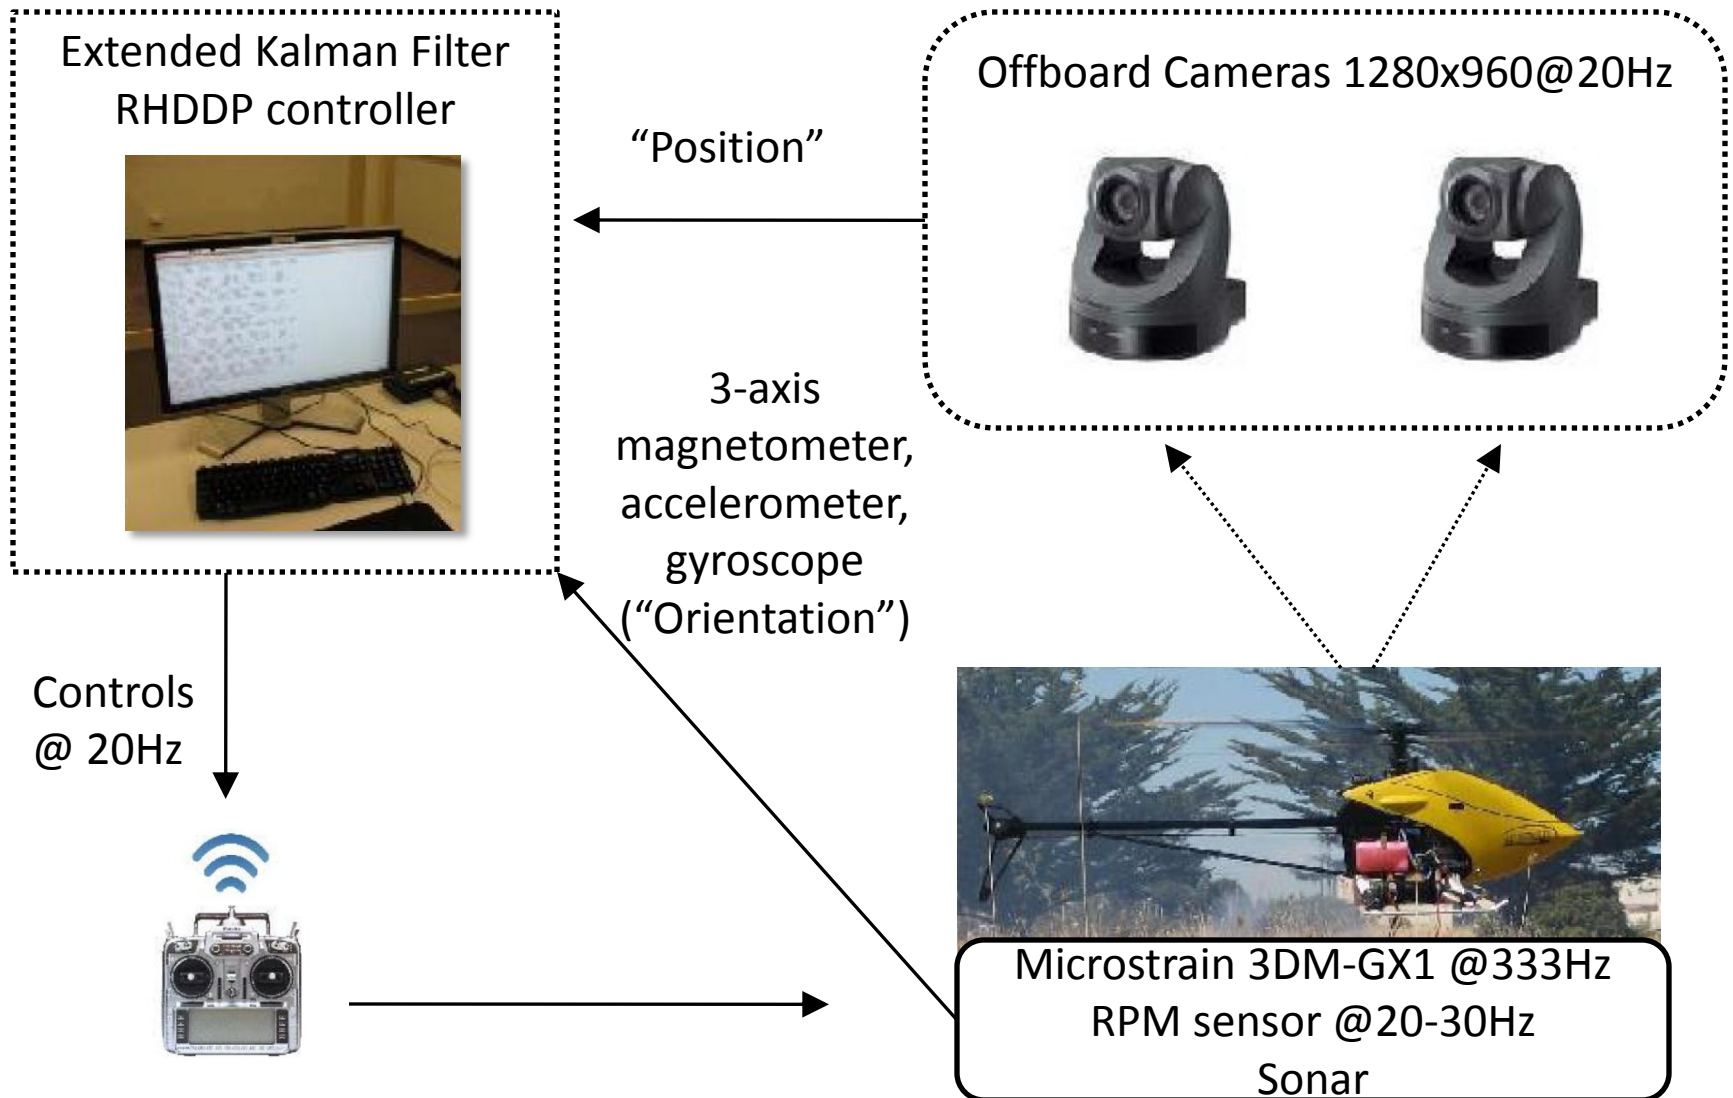 Extended Kalman Filter
RHDDP controller
Offboard Cameras 1280x960@20Hz
“Position”
3-axis
magnetometer,
accelerometer,
gyroscope
(“Orientation”)
Controls
@ 20Hz
Microstrain 3DM-GX1 @333Hz
RPM sensor @20-30Hz
Sonar